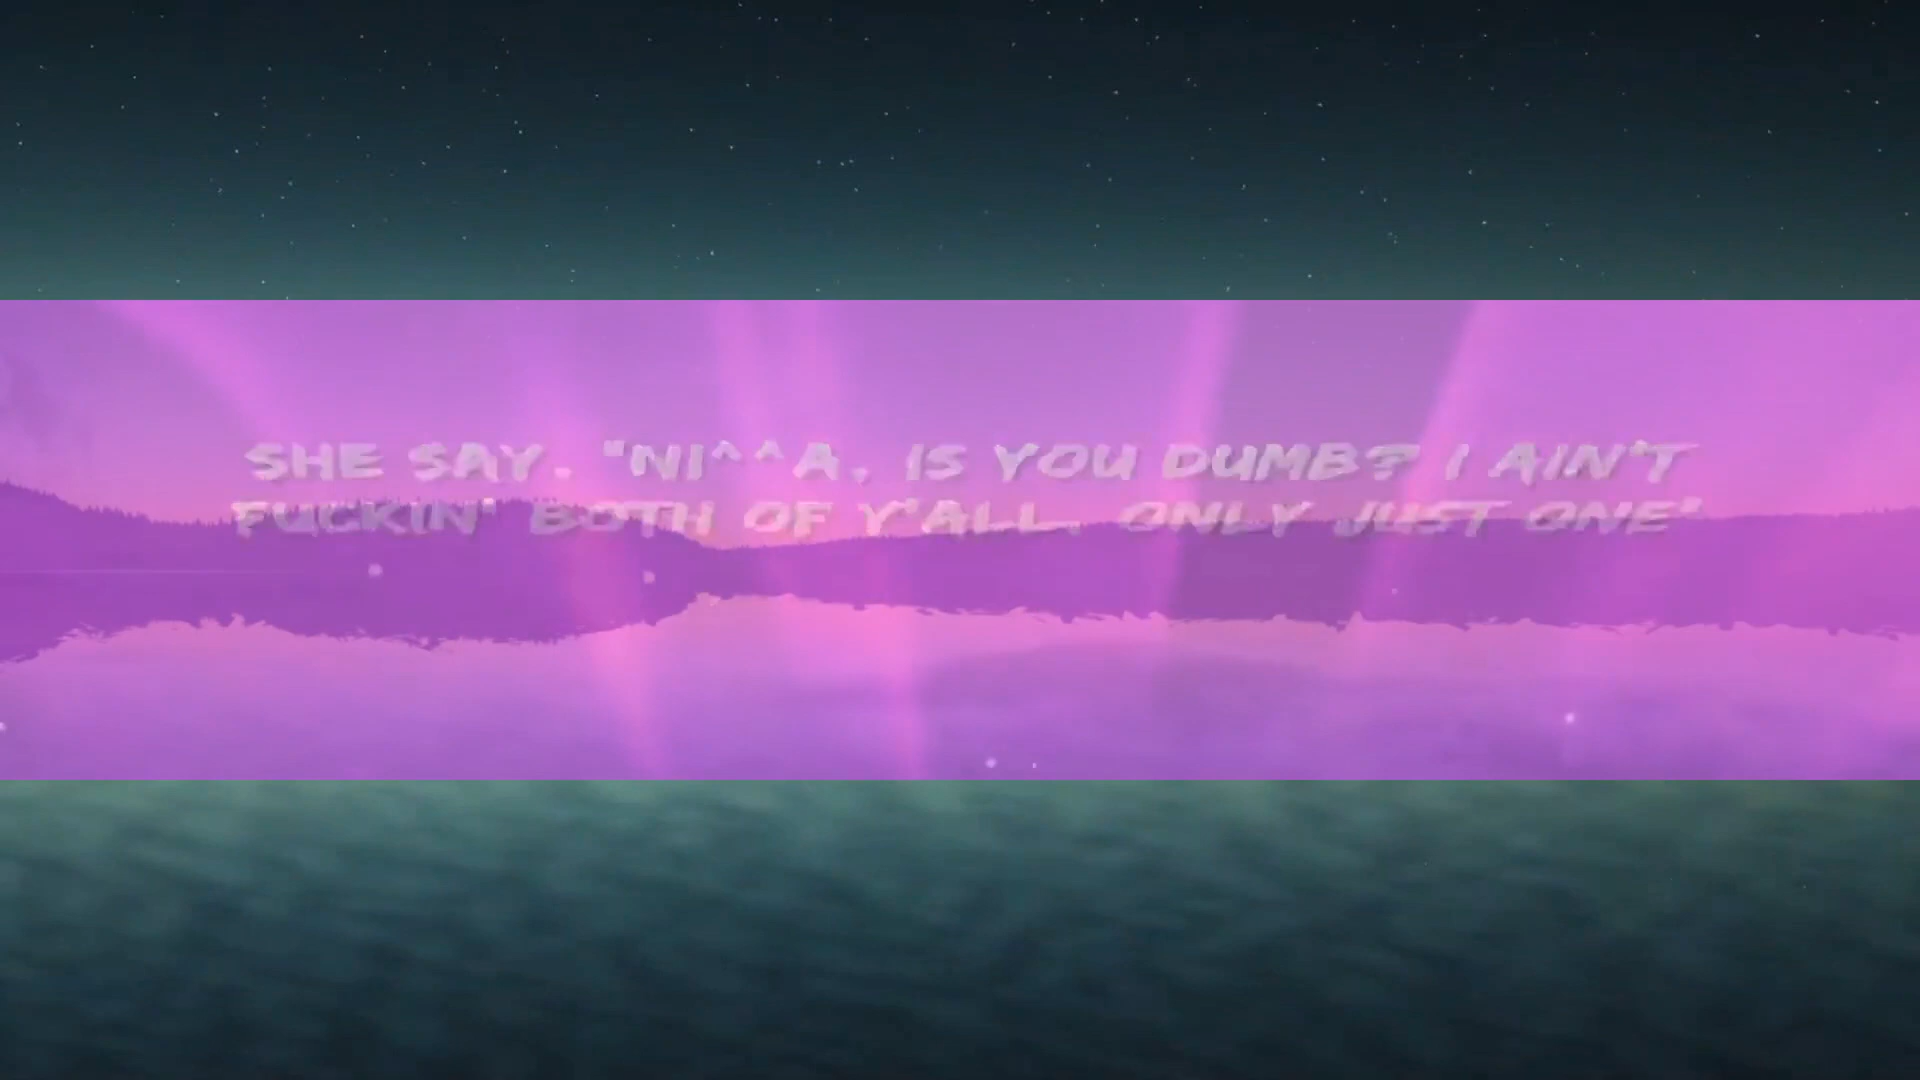 SHE SAY, "NI^^A, IS YOU DUMB? I AIN'T
FUCKIN' BOTH OF Y'ALL, ONLY JUST ONE"